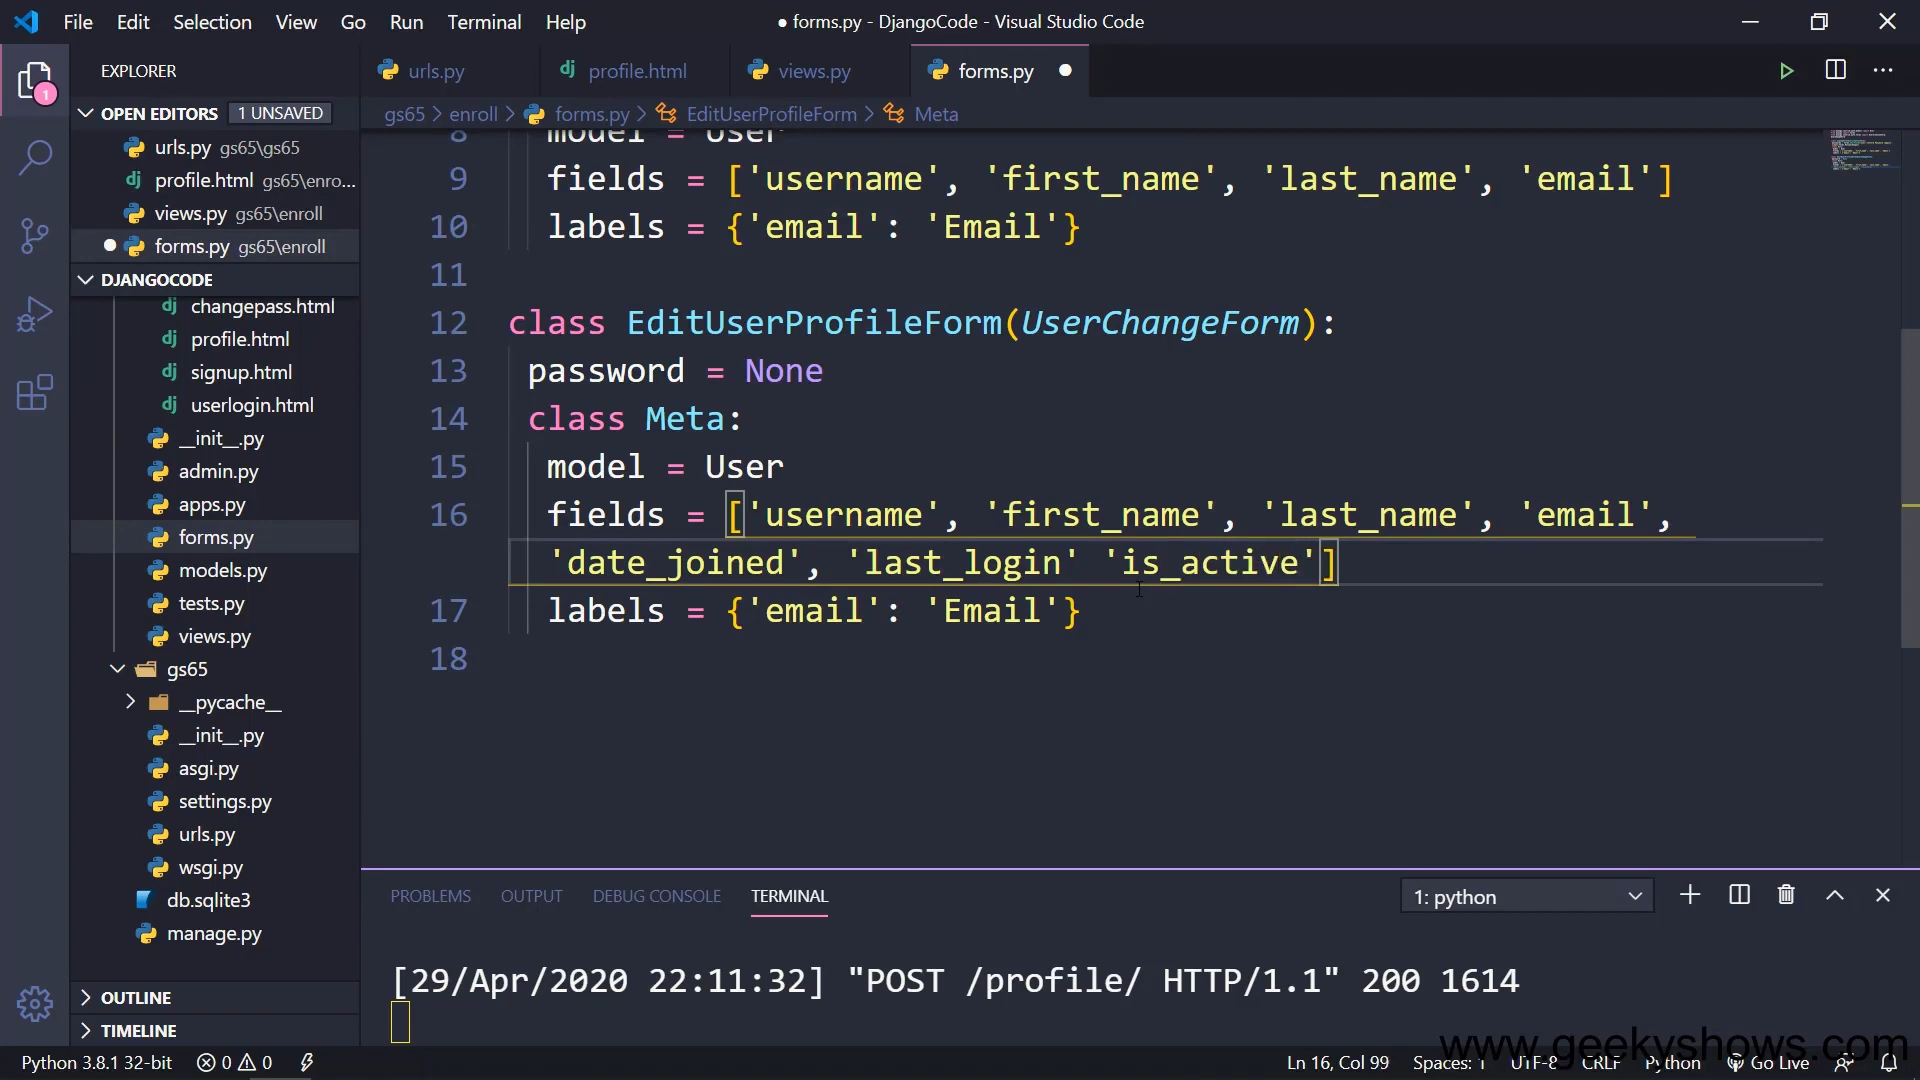 File Edit Selection View Go Run Terminal Help
● forms.py - DjangoCode - Visual Studio Code
EXPLORER
urls.py
profile.html
views.py
forms.py
OPEN EDITORS 1 UNSAVED
urls.py gs65\gs65
profile.html gs65\enro...
views.py gs65\enroll
forms.py gs65\enroll
DJANGOCODE
changepass.html
profile.html
signup.html
userlogin.html
__init__.py
admin.py
apps.py
forms.py
models.py
tests.py
views.py
gs65
__pycache__
__init__.py
asgi.py
settings.py
urls.py
wsgi.py
db.sqlite3
manage.py
OUTLINE
TIMELINE
1
gs65 > enroll > forms.py > EditUserProfileForm > Meta
8 model = User
9 fields = ['username', 'first_name', 'last_name', 'email']
10 labels = {'email': 'Email'}
11
12 class EditUserProfileForm(UserChangeForm):
13 password = None
14 class Meta:
15 model = User
16 fields = ['username', 'first_name', 'last_name', 'email',
'date_joined', 'last_login' 'is_active']
17 labels = {'email': 'Email'}
18
PROBLEMS OUTPUT DEBUG CONSOLE TERMINAL
1: python
[29/Apr/2020 22:11:32] "POST /profile/ HTTP/1.1" 200 1614
www.geekyshows.com
Python 3.8.1 32-bit 0 0
Ln 16, Col 99 Spaces: 1 UTF-8 CRLF Python Go Live